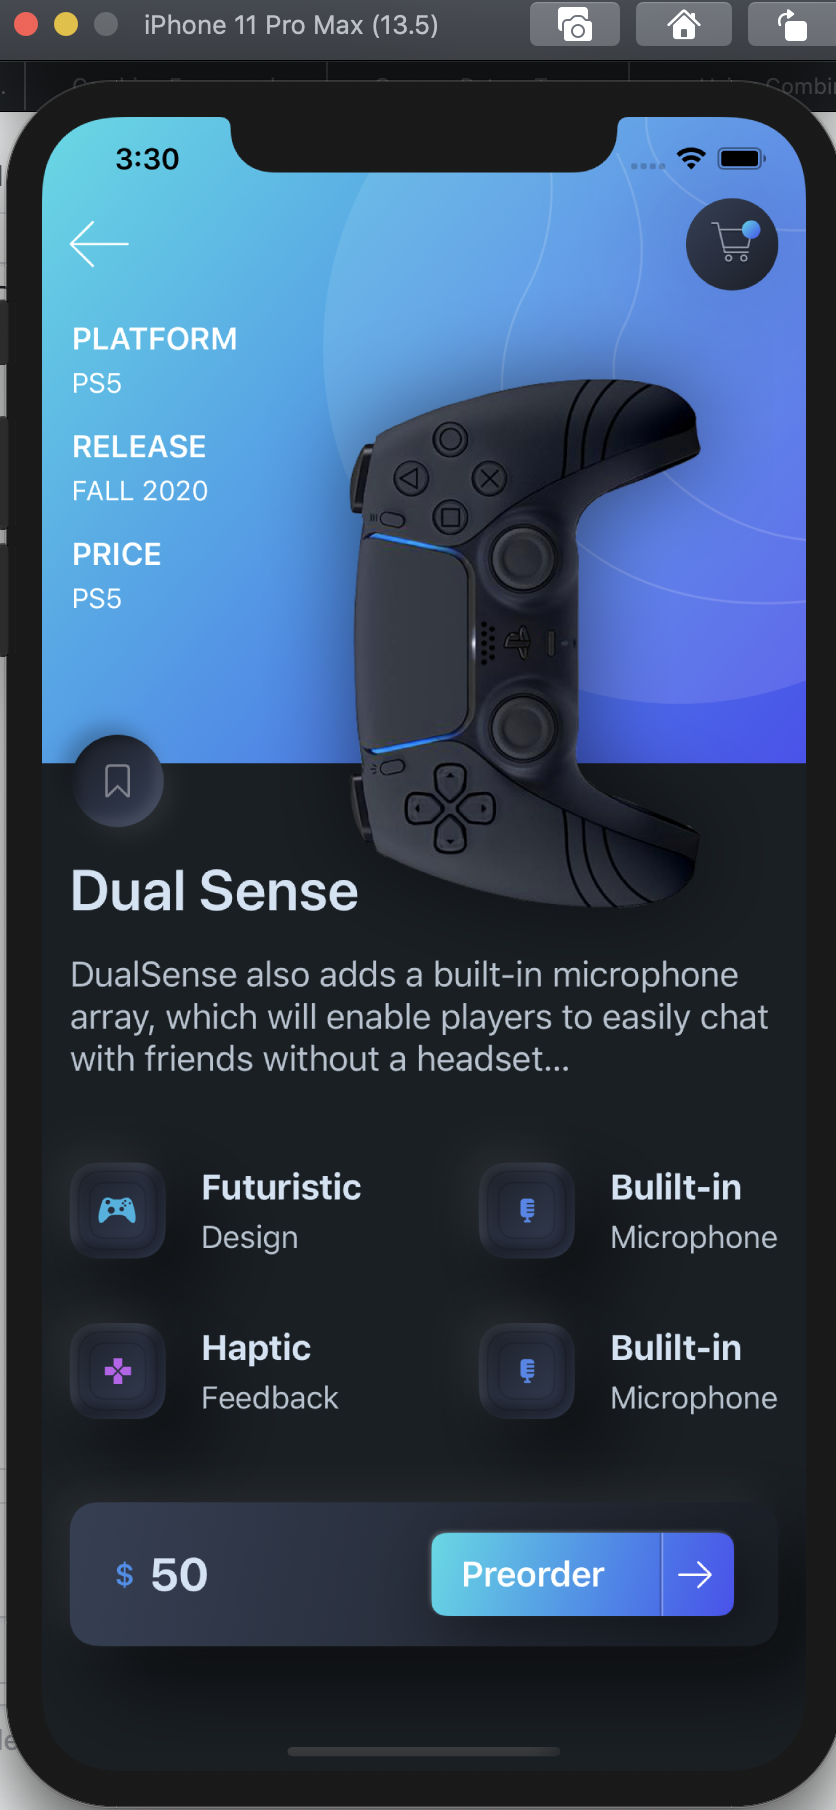 iPhone 11 Pro Max (13.5)
3:30
PLATFORM
PS5
RELEASE
FALL 2020
PRICE
PS5
Dual Sense
DualSense also adds a built-in microphone
array, which will enable players to easily chat
with friends without a headset...
Futuristic
Design
Bulilt-in
Microphone
Haptic
Feedback
Bulilt-in
Microphone
$ 50
Preorder